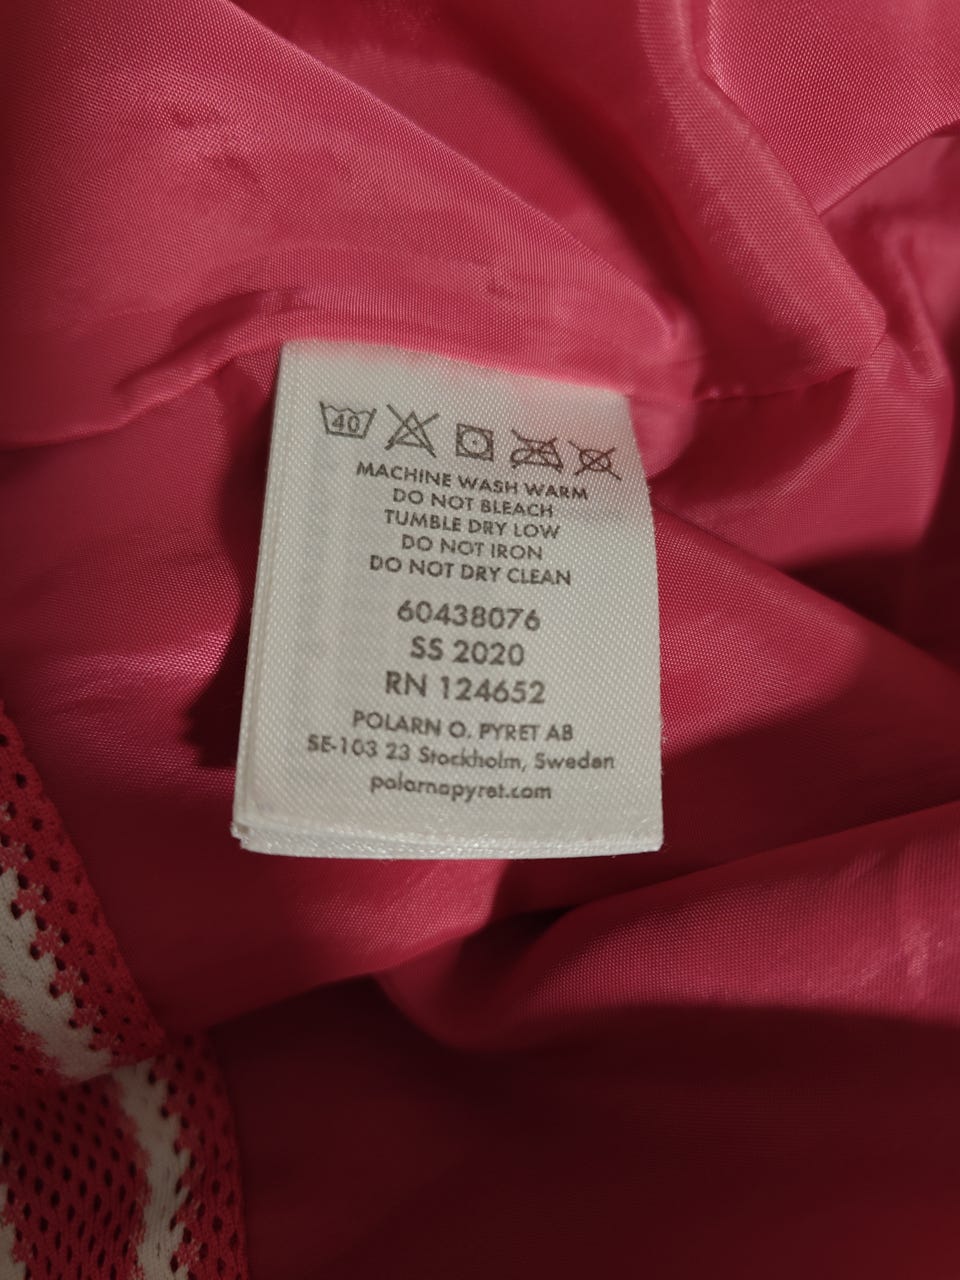 40
MACHINE WASH WARM
DO NOT BLEACH
TUMBLE DRY LOW
DO NOT IRON
DO NOT DRY CLEAN
60438076
SS 2020
RN 124652
POLARN O. PYRET AB
SE-103 23 Stockholm, Sweden
polarnopyret.com